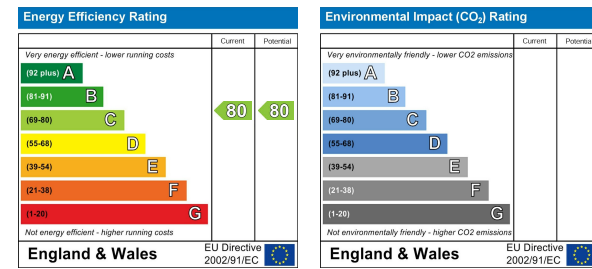 Energy Efficiency Rating
Current Potential
Very energy efficient - lower running costs
(92 plus) A
(81-91) B
(69-80) C
80 80
(55-68) D
(39-54) E
(21-38) F
(1-20) G
Not energy efficient - higher running costs
England & Wales
EU Directive
2002/91/EC
Environmental Impact (CO₂) Rating
Current Potentia
Very environmentally friendly - lower CO2 emissions
(92 plus) A
(81-91) B
(69-80) C
(55-68) D
(39-54) E
(21-38) F
(1-20) G
Not environmentally friendly - higher CO2 emissions
England & Wales
EU Directive
2002/91/EC